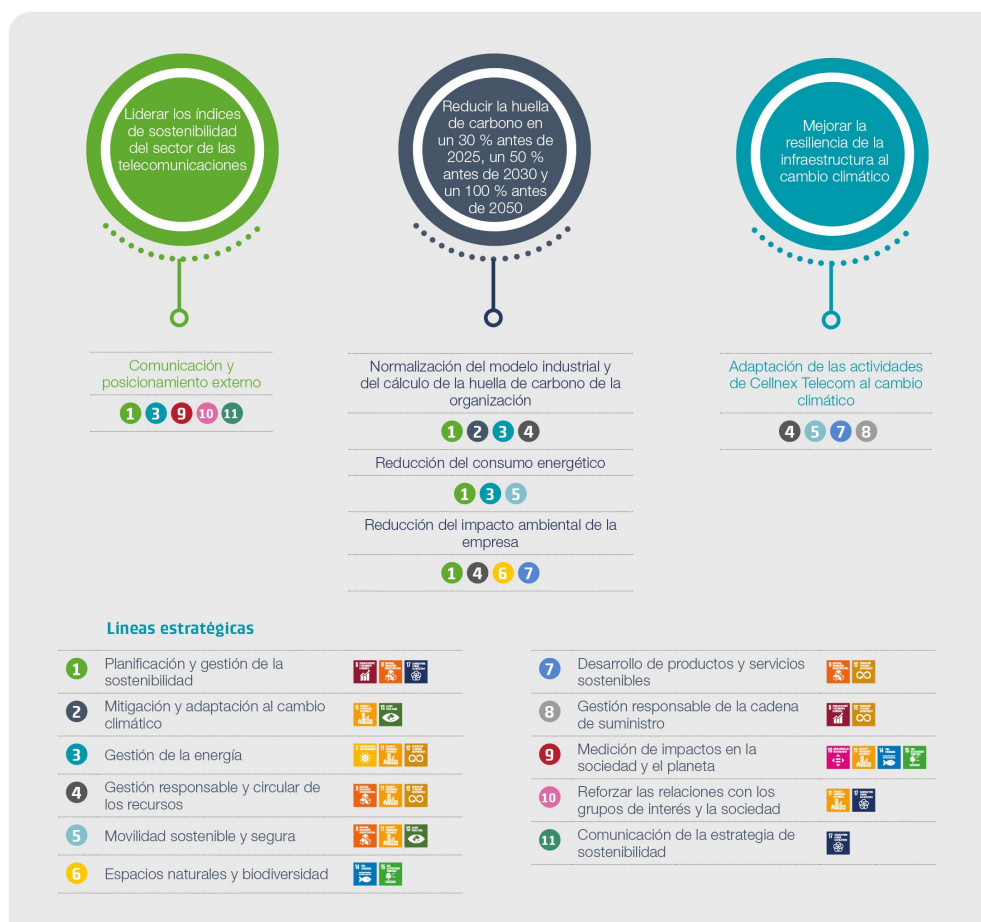 Liderar los índices
de sostenibilidad
del sector de las
telecomunicaciones
Reducir la huella
de carbono en
un 30 % antes de
2025, un 50 %
antes de 2030 y
un 100 % antes
de 2050
Mejorar la
resiliencia de la
infraestructura al
cambio climático
Comunicación y
posicionamiento externo
1 3 9 10 11
Normalización del modelo industrial y
del cálculo de la huella de carbono de la
organización
1 2 3 4
Reducción del consumo energético
1 3 5
Reducción del impacto ambiental de la
empresa
1 4 6 7
Adaptación de las actividades
de Cellnex Telecom al cambio
climático
4 5 7 8
Líneas estratégicas
1 Planificación y gestión de la
sostenibilidad
2 Mitigación y adaptación al cambio
climático
3 Gestión de la energía
4 Gestión responsable y circular de
los recursos
5 Movilidad sostenible y segura
6 Espacios naturales y biodiversidad
7 Desarrollo de productos y servicios
sostenibles
8 Gestión responsable de la cadena
de suministro
9 Medición de impactos en la
sociedad y el planeta
10 Reforzar las relaciones con los
grupos de interés y la sociedad
11 Comunicación de la estrategia de
sostenibilidad